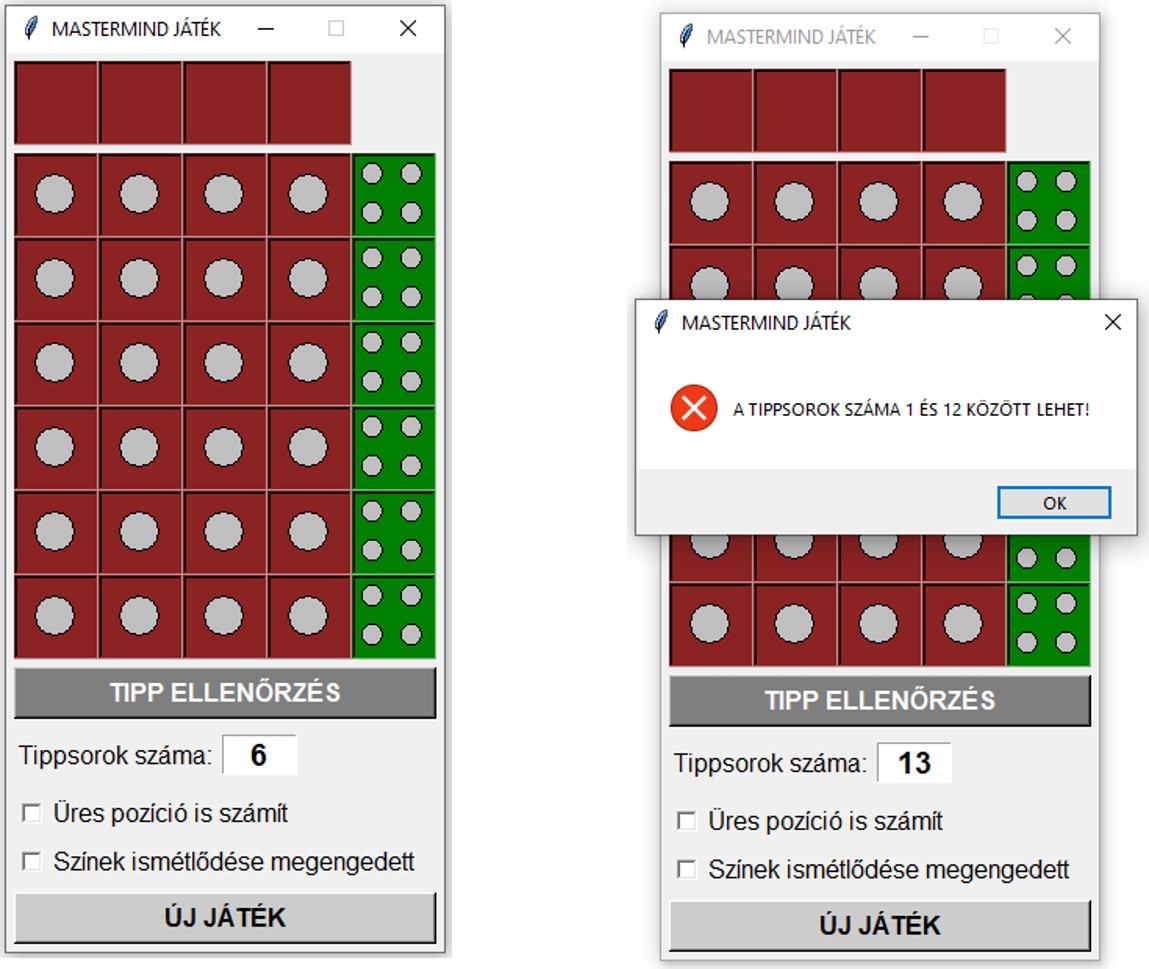 MASTERMIND JÁTÉK
TIPP ELLENŐRZÉS
Tippsorok száma: 6
Üres pozíció is számít
Színek ismétlődése megengedett
ÚJ JÁTÉK
MASTERMIND JÁTÉK
MASTERMIND JÁTÉK
A TIPPSOROK SZÁMA 1 ÉS 12 KÖZÖTT LEHET!
OK
TIPP ELLENŐRZÉS
Tippsorok száma: 13
Üres pozíció is számít
Színek ismétlődése megengedett
ÚJ JÁTÉK